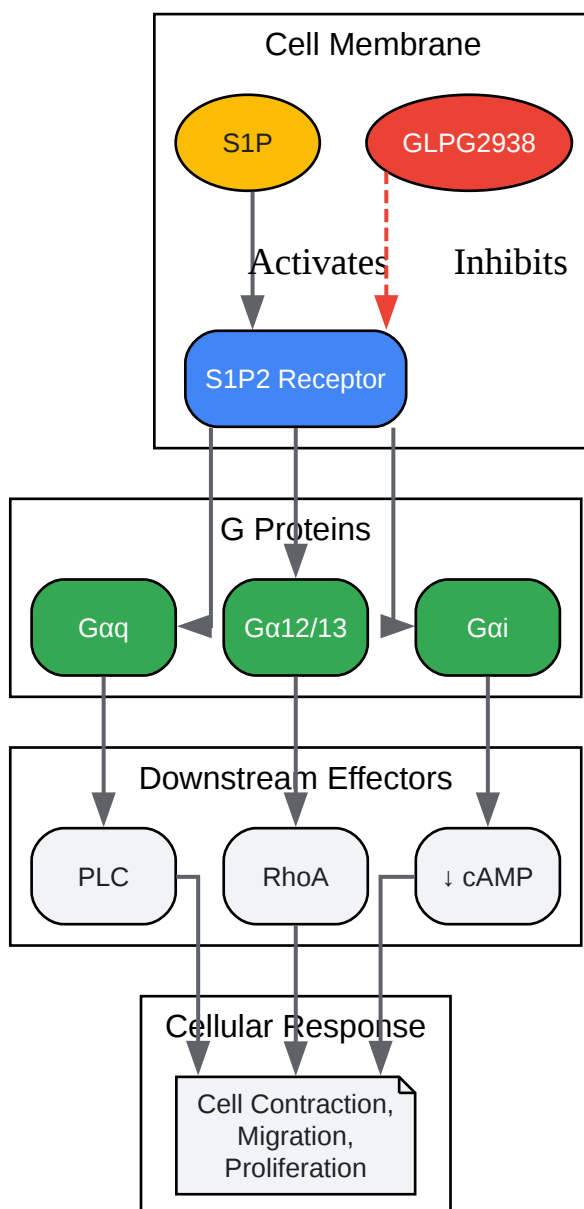 Cell Membrane
S1P
GLPG2938
Activates
Inhibits
S1P2 Receptor
G Proteins
Gαq
Gα12/13
Gαi
Downstream Effectors
PLC
RhoA
↓ cAMP
Cellular Response
Cell Contraction,
Migration,
Proliferation